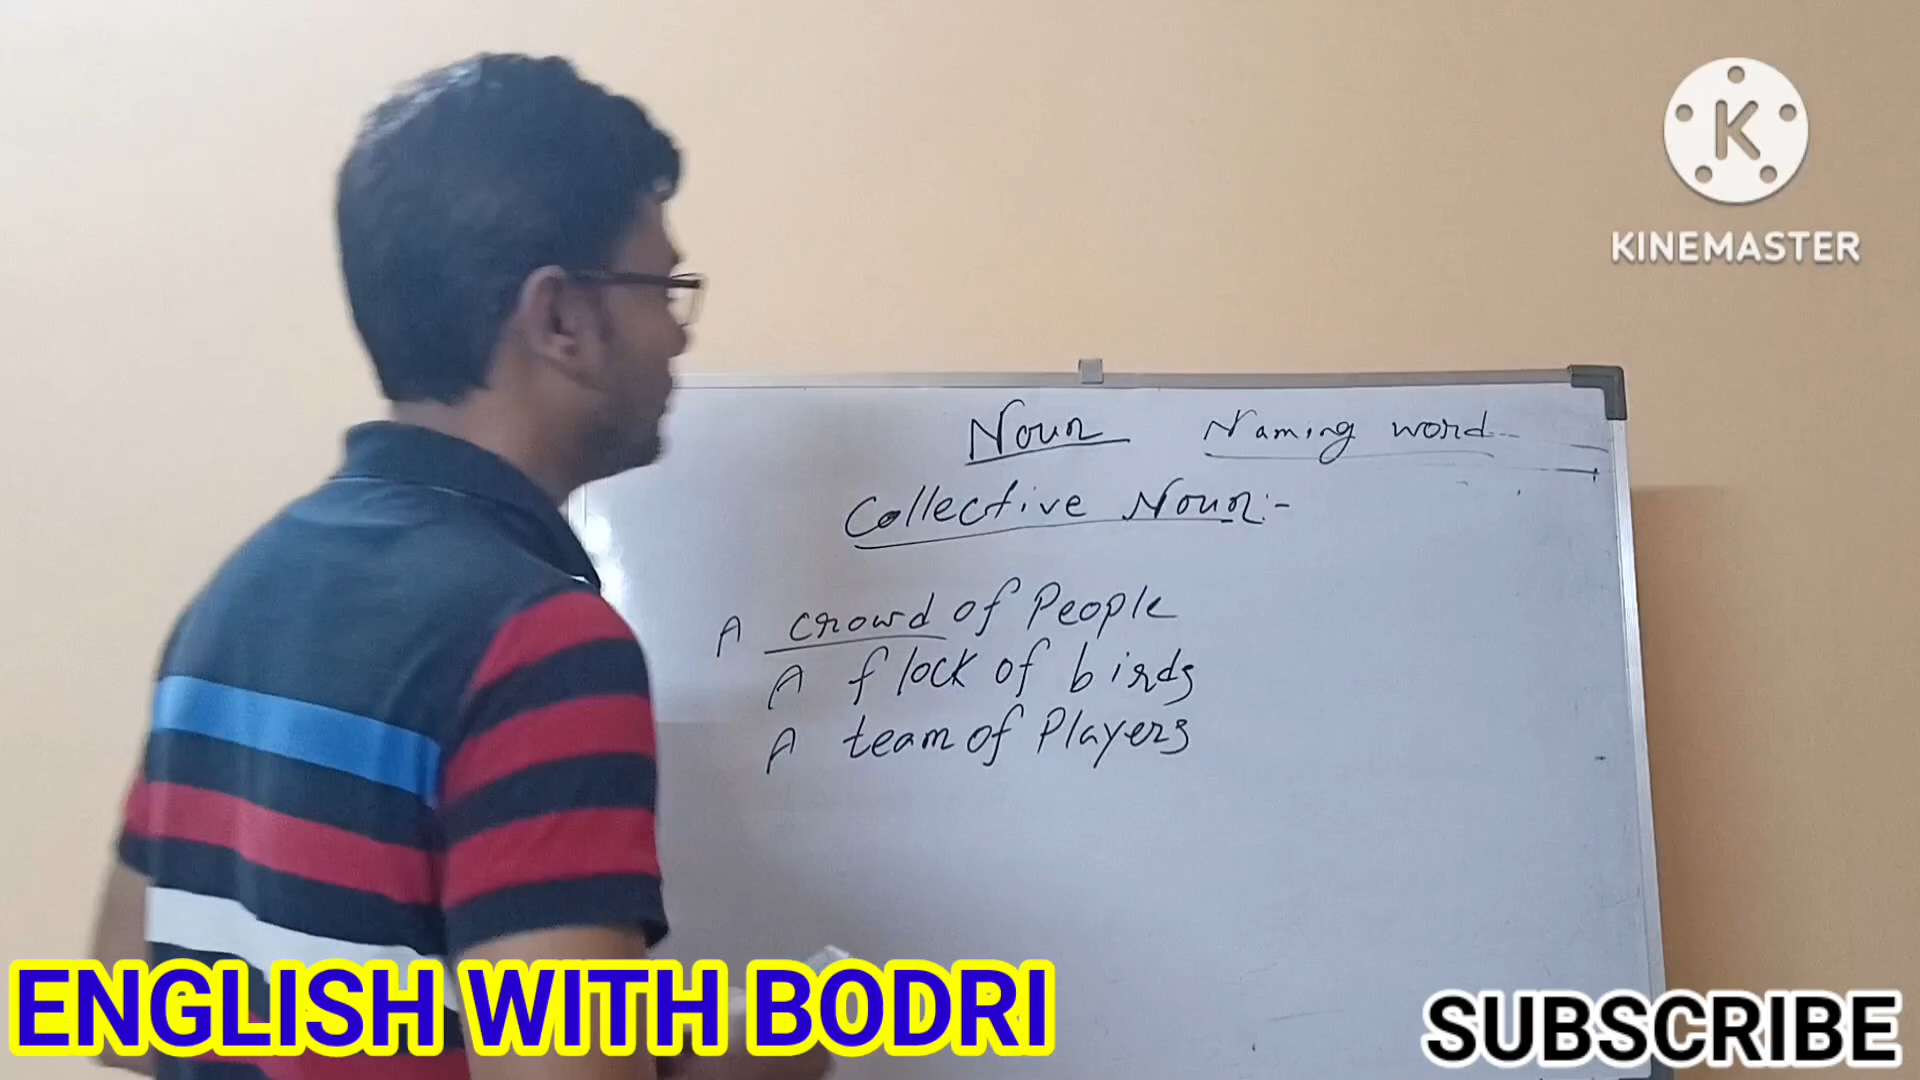 K
KINEMASTER
Noun Naming word
Collective Noun:-
A crowd of People
A flock of birds
A team of Players
ENGLISH WITH BODRI
SUBSCRIBE